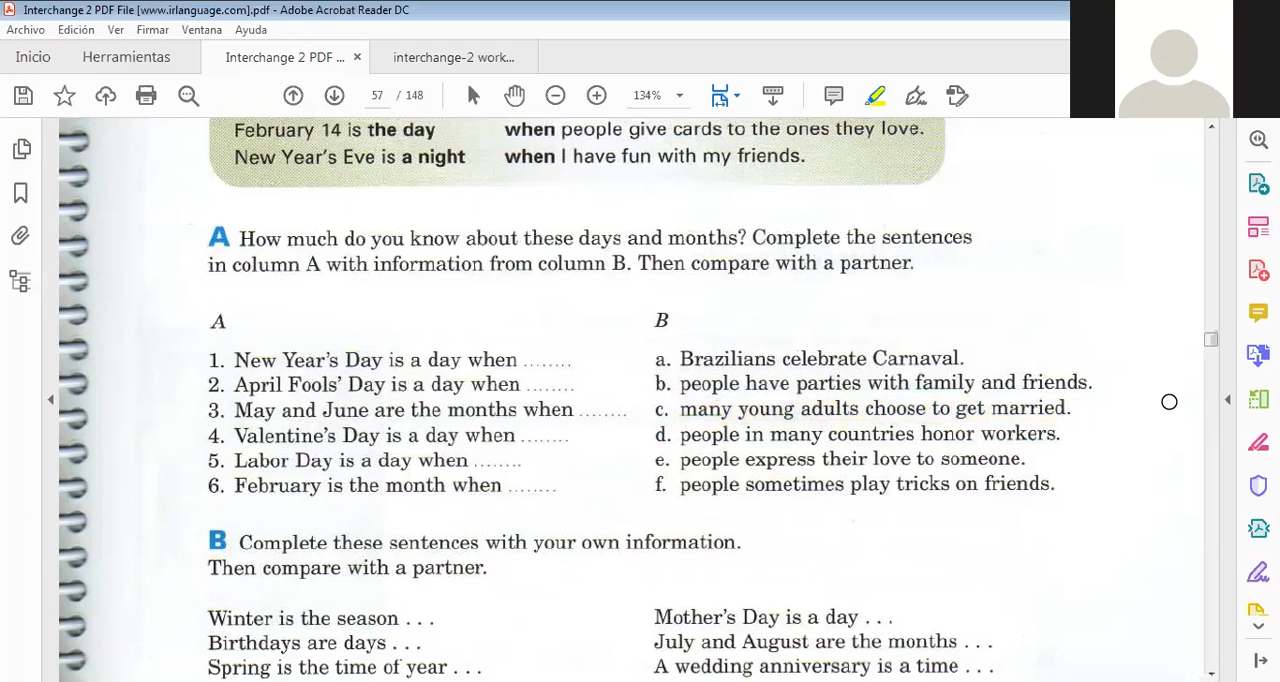 Interchange 2 PDF File [www.irlanguage.com].pdf - Adobe Acrobat Reader DC
Archivo Edición Ver Firmar Ventana Ayuda
Inicio Herramientas Interchange 2 PDF ... × interchange-2 work...
57 / 148 134%
February 14 is the day when people give cards to the ones they love.
New Year's Eve is a night when I have fun with my friends.
A How much do you know about these days and months? Complete the sentences
in column A with information from column B. Then compare with a partner.
A
1. New Year's Day is a day when ........
2. April Fools' Day is a day when ........
3. May and June are the months when ........
4. Valentine's Day is a day when ........
5. Labor Day is a day when ........
6. February is the month when ........
B
a. Brazilians celebrate Carnaval.
b. people have parties with family and friends.
c. many young adults choose to get married.
d. people in many countries honor workers.
e. people express their love to someone.
f. people sometimes play tricks on friends.
B Complete these sentences with your own information.
Then compare with a partner.
Winter is the season . . .
Birthdays are days . . .
Spring is the time of year . . .
Mother's Day is a day . . .
July and August are the months . . .
A wedding anniversary is a time . . .